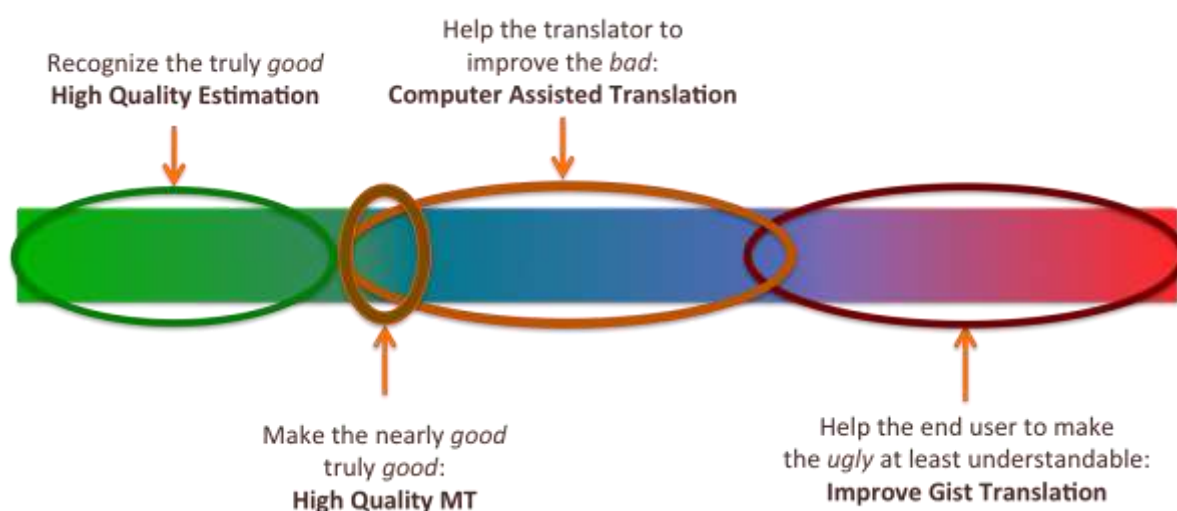 Recognize the truly good
High Quality Estimation
Help the translator to
improve the bad:
Computer Assisted Translation
Make the nearly good
truly good:
High Quality MT
Help the end user to make
the ugly at least understandable:
Improve Gist Translation